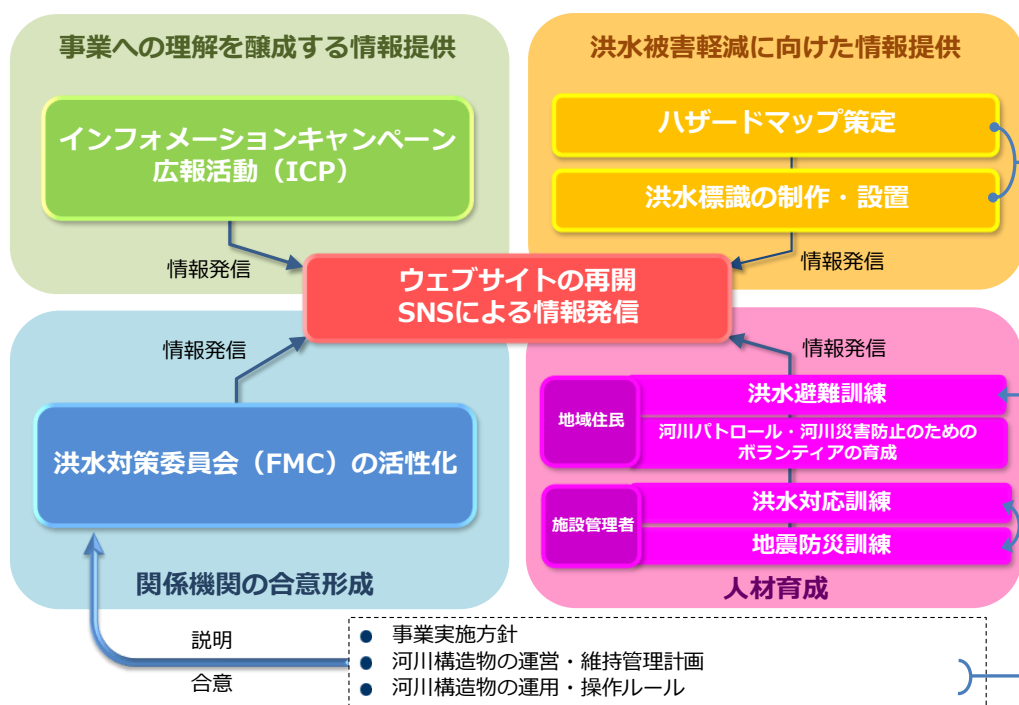 事業への理解を醸成する情報提供
インフォメーションキャンペーン
広報活動（ICP）
情報発信
洪水被害軽減に向けた情報提供
ハザードマップ策定
洪水標識の制作・設置
情報発信
ウェブサイトの再開
SNSによる情報発信
情報発信
洪水対策委員会（FMC）の活性化
関係機関の合意形成
情報発信
地域住民
洪水避難訓練
河川パトロール・河川災害防止のための
ボランティアの育成
施設管理者
洪水対応訓練
地震防災訓練
人材育成
説明
合意
● 事業実施方針
● 河川構造物の運営・維持管理計画
● 河川構造物の運用・操作ルール